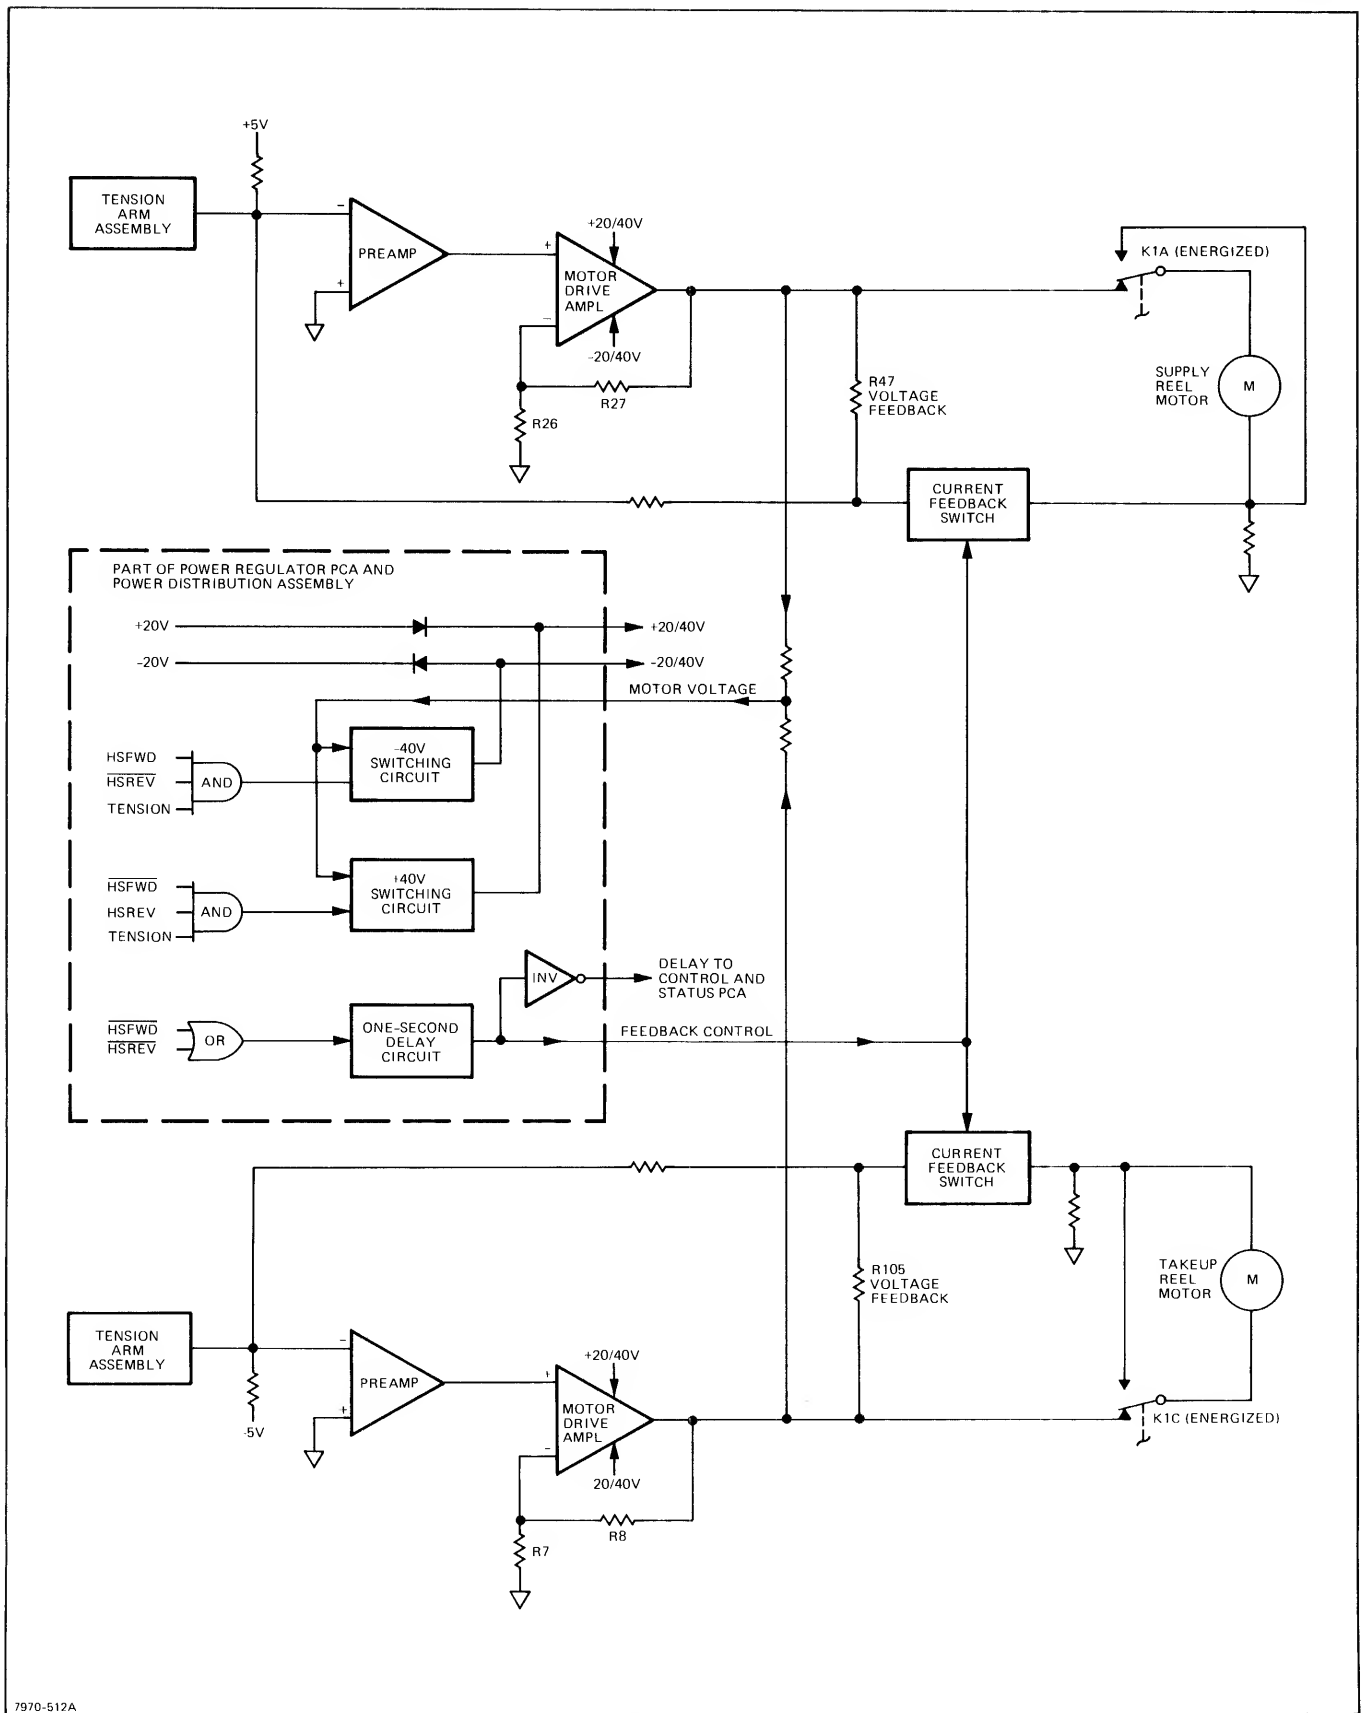 +5V
TENSION
ARM
ASSEMBLY
-
PREAMP
+
+20/40V
+
MOTOR
DRIVE
AMPL
-
-20/40V
R27
R26
K1A (ENERGIZED)
R47
VOLTAGE
FEEDBACK
SUPPLY
REEL
MOTOR
M
CURRENT
FEEDBACK
SWITCH
PART OF POWER REGULATOR PCA AND
POWER DISTRIBUTION ASSEMBLY
+20V
+20/40V
-20V
-20/40V
MOTOR VOLTAGE
HSFWD
H̅S̅R̅E̅V̅
TENSION
AND
-40V
SWITCHING
CIRCUIT
H̅S̅F̅W̅D̅
HSREV
TENSION
AND
+40V
SWITCHING
CIRCUIT
INV
DELAY TO
CONTROL AND
STATUS PCA
H̅S̅F̅W̅D̅
H̅S̅R̅E̅V̅
OR
ONE-SECOND
DELAY
CIRCUIT
FEEDBACK CONTROL
CURRENT
FEEDBACK
SWITCH
R105
VOLTAGE
FEEDBACK
TAKEUP
REEL
MOTOR
M
TENSION
ARM
ASSEMBLY
-
PREAMP
+
-5V
+20/40V
+
MOTOR
DRIVE
AMPL
-
20/40V
K1C (ENERGIZED)
R8
R7
7970-512A